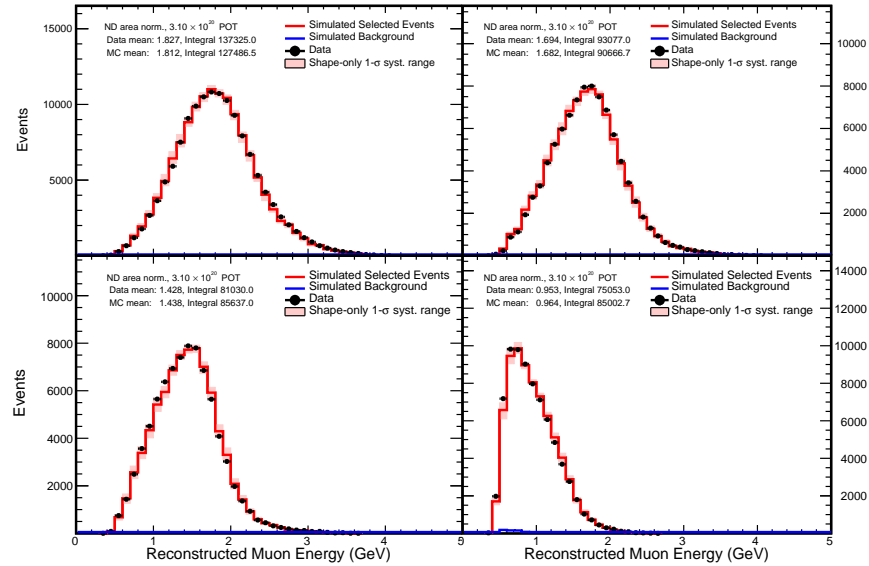 ND area norm., 3.10 × 10²⁰ POT
Data mean: 1.827, Integral 137325.0
MC mean: 1.812, Integral 127486.5
Simulated Selected Events
Simulated Background
Data
Shape-only 1-σ syst. range
15000
10000
5000
Events
ND area norm., 3.10 × 10²⁰ POT
Data mean: 1.694, Integral 93077.0
MC mean: 1.682, Integral 90666.7
Simulated Selected Events
Simulated Background
Data
Shape-only 1-σ syst. range
10000
8000
6000
4000
2000
ND area norm., 3.10 × 10²⁰ POT
Data mean: 1.428, Integral 81030.0
MC mean: 1.438, Integral 85637.0
Simulated Selected Events
Simulated Background
Data
Shape-only 1-σ syst. range
10000
8000
6000
4000
2000
Events
0 1 2 3 4 5
Reconstructed Muon Energy (GeV)
ND area norm., 3.10 × 10²⁰ POT
Data mean: 0.953, Integral 75053.0
MC mean: 0.964, Integral 85002.7
Simulated Selected Events
Simulated Background
Data
Shape-only 1-σ syst. range
14000
12000
10000
8000
6000
4000
2000
1 2 3 4 5
Reconstructed Muon Energy (GeV)